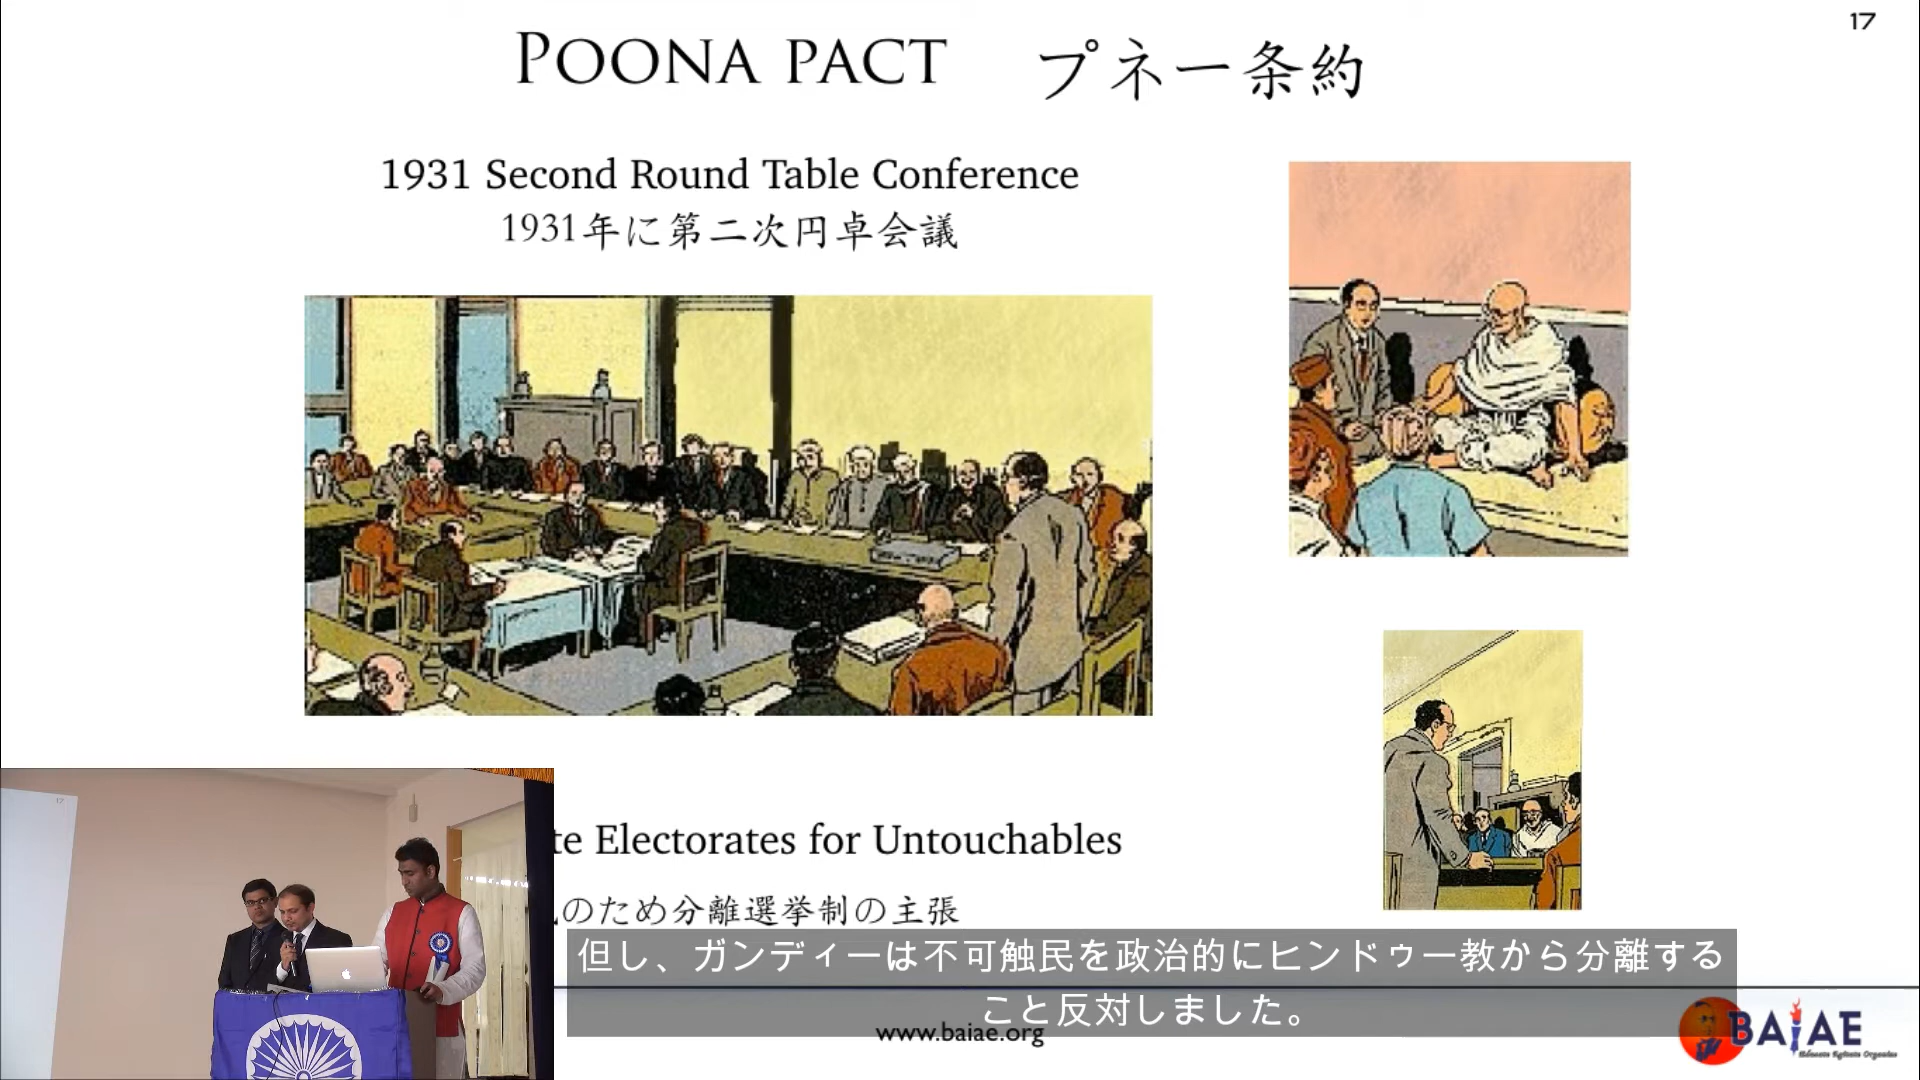 17
POONA PACT プネー条約
1931 Second Round Table Conference
1931年に第二次円卓会議
te Electorates for Untouchables
のため分離選挙制の主張
但し、ガンディーは不可触民を政治的にヒンドゥー教から分離する
こと反対しました。
www.baiae.org
BAIAE
Educate Agitate Organize